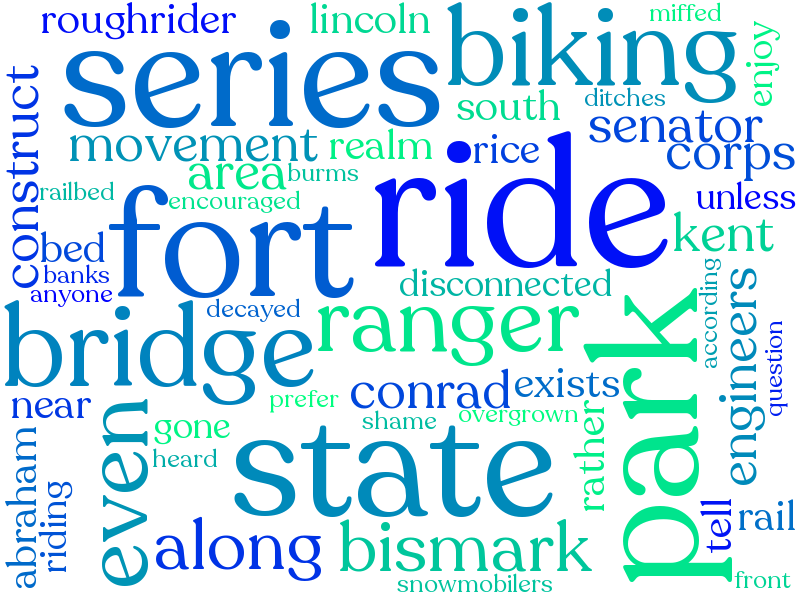 roughrider
lincoln
miffed
series
biking
enjoy
south
ditches
senator
construct
movement
realm
rice
corps
area
burms
railbed
encouraged
ride
unless
fort
kent
bed
banks
anyone
disconnected
according
decayed
bridge
ranger
park
engineers
question
conrad
exists
near
prefer
shame
overgrown
gone
heard
even
state
rather
abraham
riding
along
bismark
tell
rail
snowmobilers
front